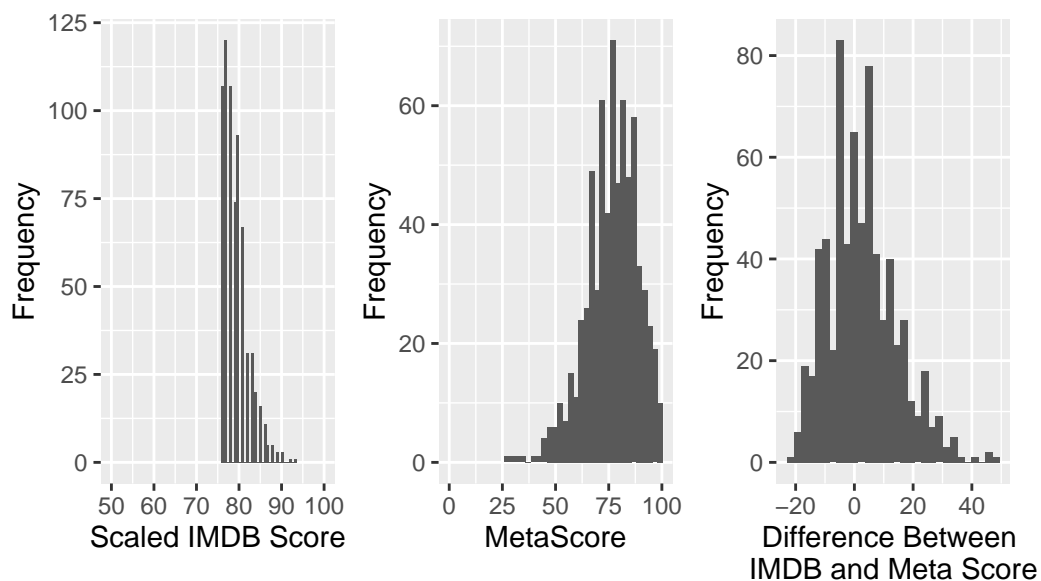 125
100
75
50
25
0
Frequency
50 60 70 80 90 100
Scaled IMDB Score
60
40
20
0
Frequency
0 25 50 75 100
MetaScore
80
60
40
20
0
Frequency
−20 0 20 40
Difference Between
IMDB and Meta Score